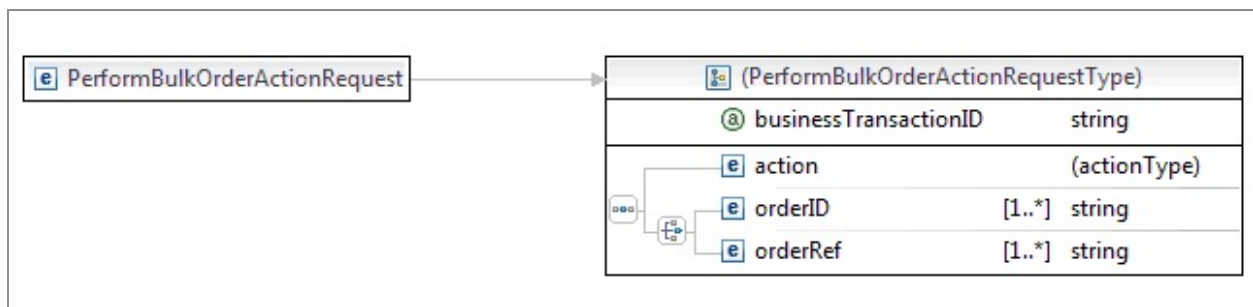 e PerformBulkOrderActionRequest
(PerformBulkOrderActionRequestType)
a businessTransactionID string
e action (actionType)
e orderID [1..*] string
e orderRef [1..*] string